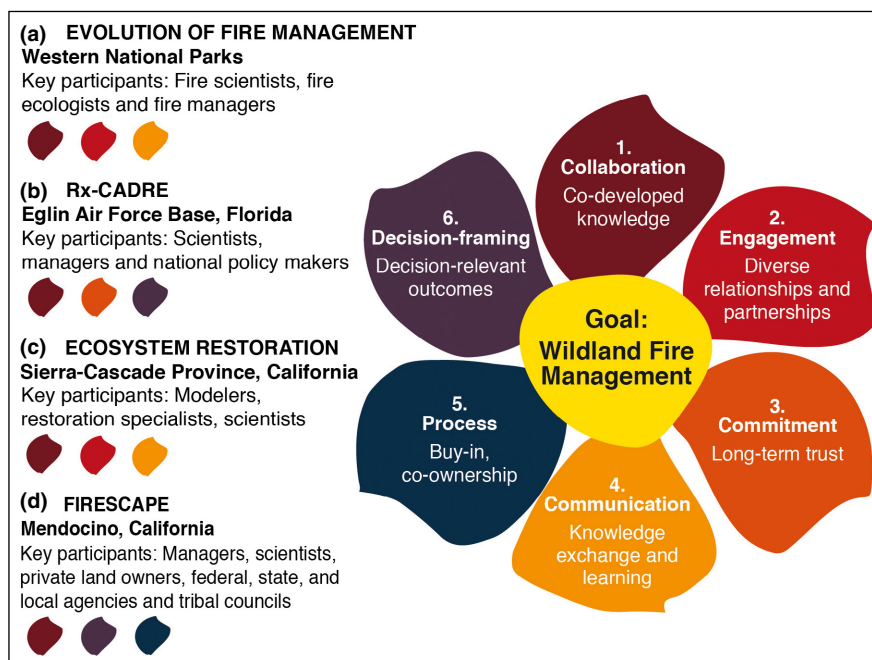 (a) EVOLUTION OF FIRE MANAGEMENT
Western National Parks
Key participants: Fire scientists, fire
ecologists and fire managers
(b) Rx-CADRE
Eglin Air Force Base, Florida
Key participants: Scientists,
managers and national policy makers
(c) ECOSYSTEM RESTORATION
Sierra-Cascade Province, California
Key participants: Modelers,
restoration specialists, scientists
(d) FIRESCAPE
Mendocino, California
Key participants: Managers, scientists,
private land owners, federal, state, and
local agencies and tribal councils
1.
Collaboration
Co-developed
knowledge
2.
Engagement
Diverse
relationships and
partnerships
3.
Commitment
Long-term trust
4.
Communication
Knowledge
exchange and
learning
5.
Process
Buy-in,
co-ownership
6.
Decision-framing
Decision-relevant
outcomes
Goal:
Wildland Fire
Management